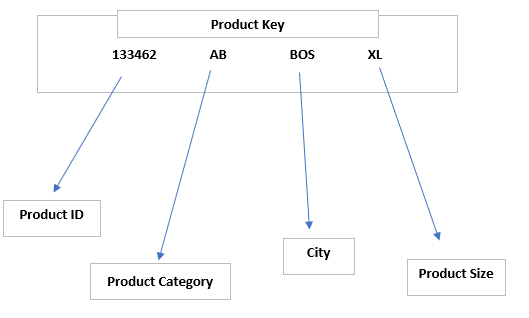 Product Key
133462 AB BOS XL
Product ID
City
Product Category
Product Size